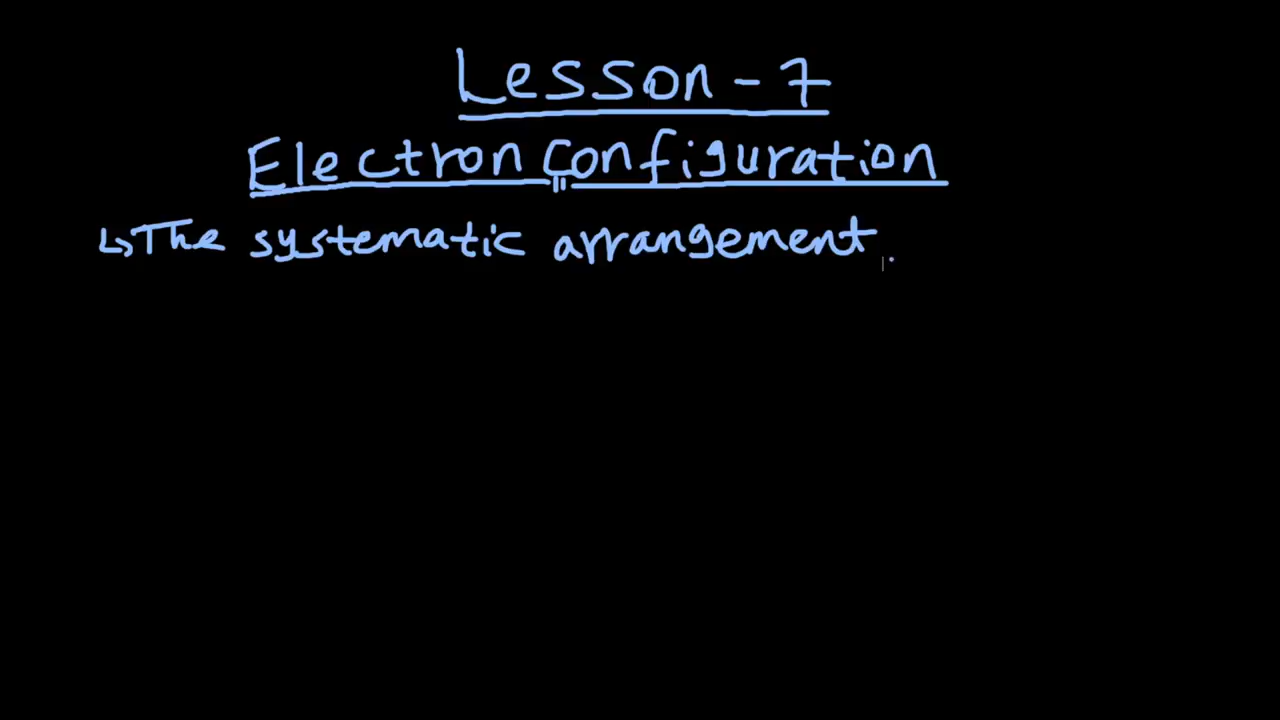 Lesson - 7
Electron Configuration
↳ The systematic arrangement